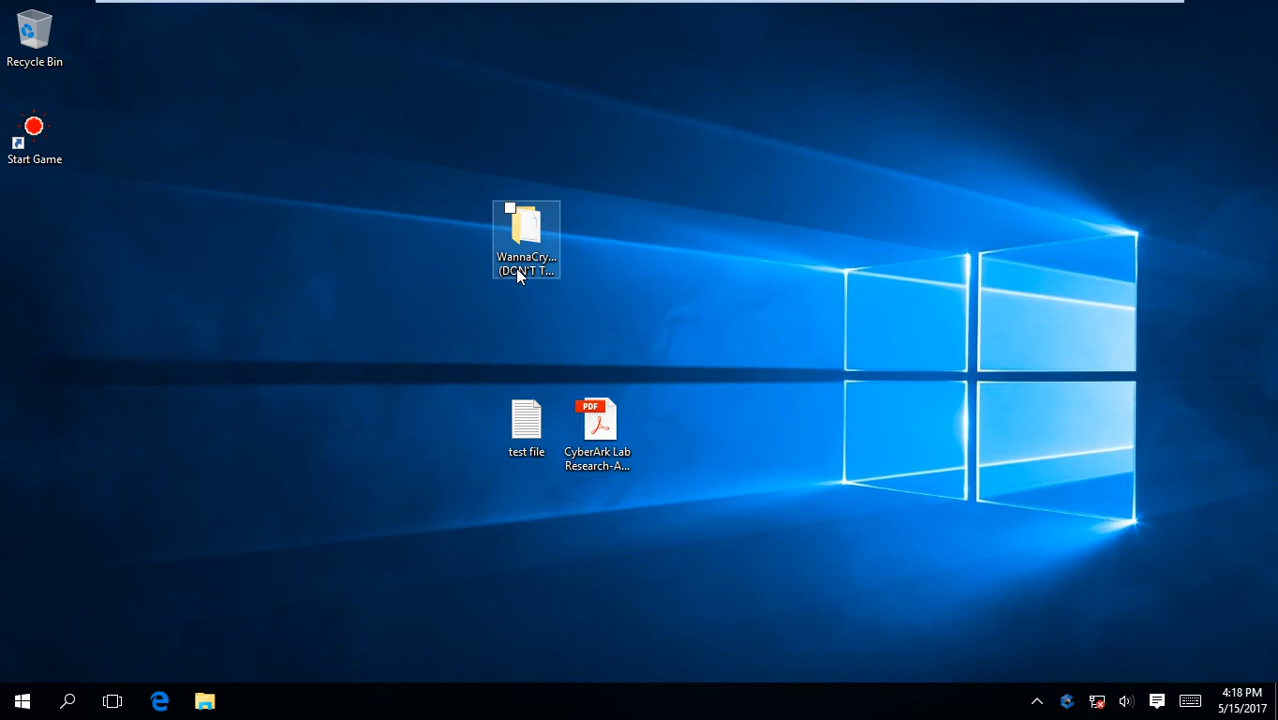 Recycle Bin
Start Game
WannaCry...
(DON'T T...
test file
PDF
CyberArk Lab
Research-A...
4:18 PM
5/15/2017